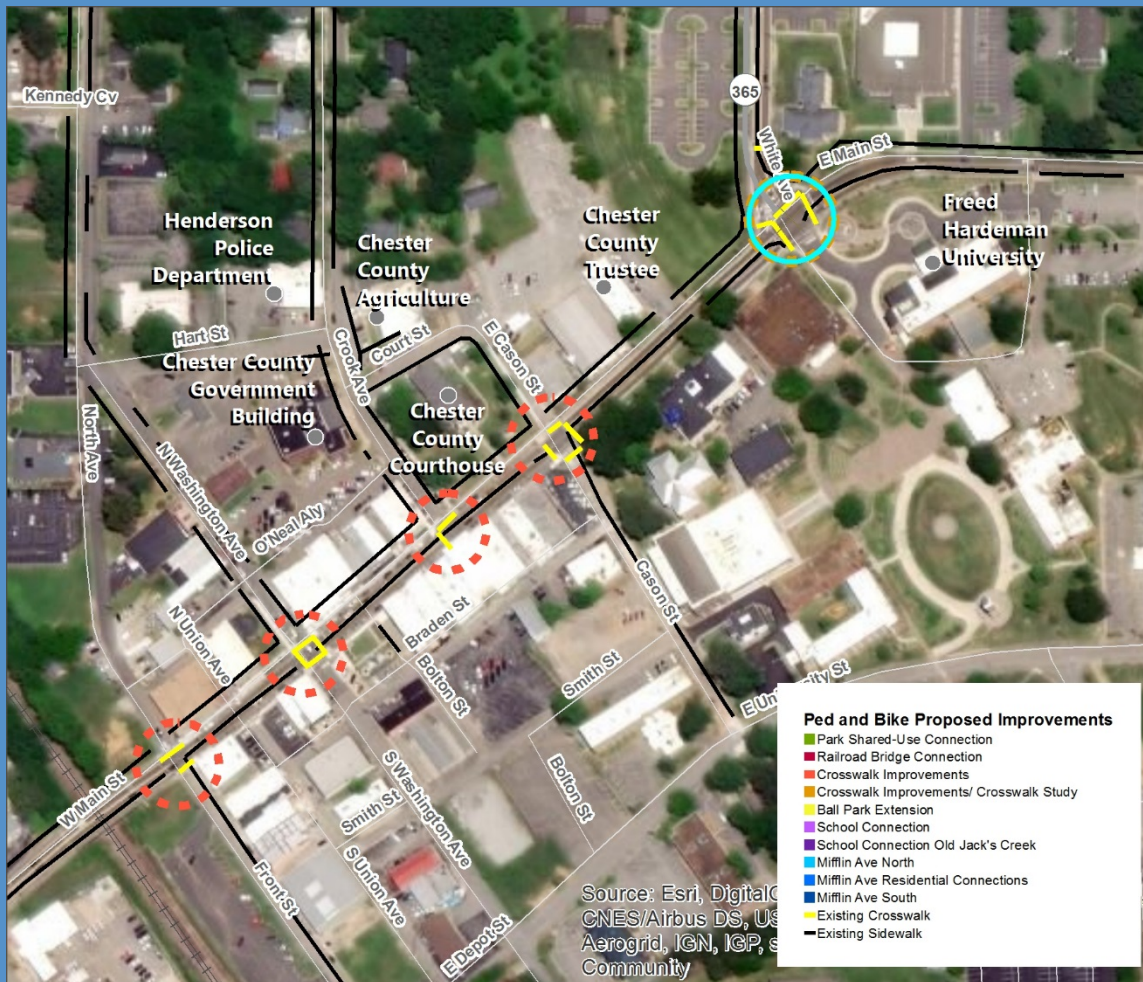 Kennedy Cv
365
White Ave
E Main St
Henderson
Police
Department
Chester
County
Agriculture
Chester
County
Trustee
Freed
Hardeman
University
Hart St
Court St
E Cason St
Crook Ave
Chester County
Government
Building
Chester
County
Courthouse
North Ave
N Washington Ave
O'Neal Aly
N Union Ave
Braden St
Bolton St
Cason St
Smith St
E University St
W Main St
Front St
Smith St
S Union Ave
S Washington Ave
Bolton St
E Depot St
Source: Esri, Digital
CNES/Airbus DS, US
Aerogrid, IGN, IGP, s
Community
Ped and Bike Proposed Improvements
Park Shared-Use Connection
Railroad Bridge Connection
Crosswalk Improvements
Crosswalk Improvements/ Crosswalk Study
Ball Park Extension
School Connection
School Connection Old Jack's Creek
Mifflin Ave North
Mifflin Ave Residential Connections
Mifflin Ave South
Existing Crosswalk
Existing Sidewalk